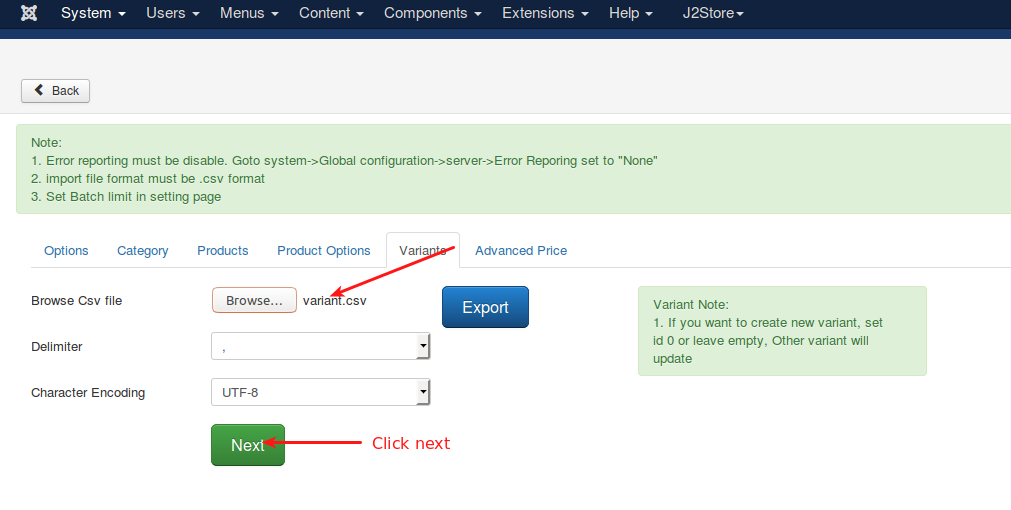 System Users Menus Content Components Extensions Help J2Store
Back
Note:
1. Error reporting must be disable. Goto system->Global configuration->server->Error Reporing set to "None"
2. import file format must be .csv format
3. Set Batch limit in setting page
Options Category Products Product Options Variants Advanced Price
Browse Csv file Browse... variant.csv Export
Delimiter ,
Character Encoding UTF-8
Variant Note:
1. If you want to create new variant, set
id 0 or leave empty, Other variant will
update
Next Click next